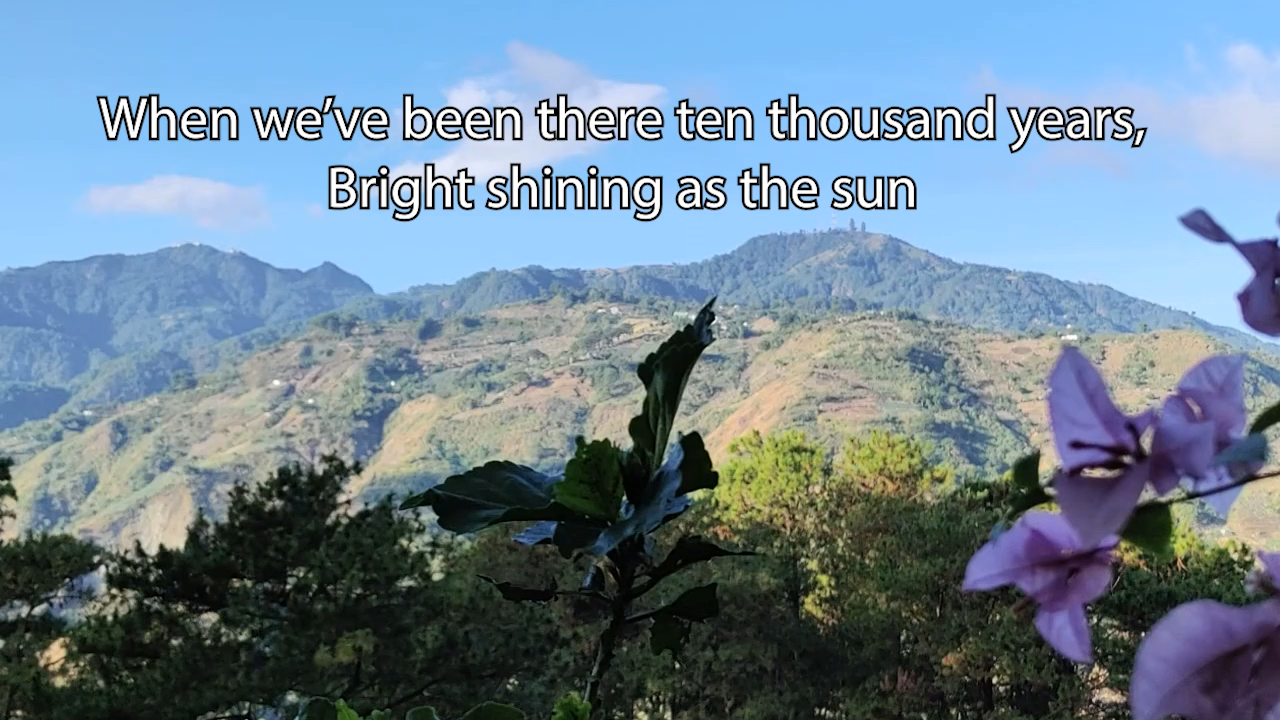 When we’ve been there ten thousand years,
Bright shining as the sun